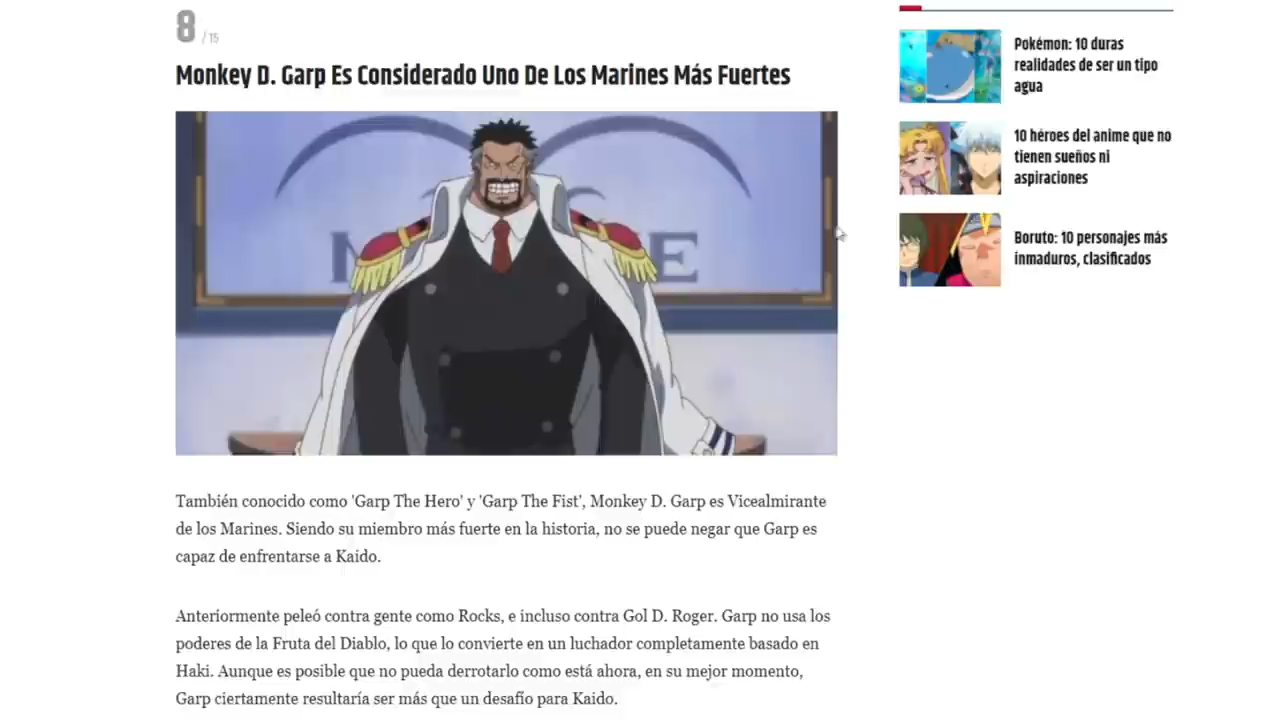 8 / 15
Monkey D. Garp Es Considerado Uno De Los Marines Más Fuertes
También conocido como 'Garp The Hero' y 'Garp The Fist', Monkey D. Garp es Vicealmirante
de los Marines. Siendo su miembro más fuerte en la historia, no se puede negar que Garp es
capaz de enfrentarse a Kaido.
Anteriormente peleó contra gente como Rocks, e incluso contra Gol D. Roger. Garp no usa los
poderes de la Fruta del Diablo, lo que lo convierte en un luchador completamente basado en
Haki. Aunque es posible que no pueda derrotarlo como está ahora, en su mejor momento,
Garp ciertamente resultaría ser más que un desafío para Kaido.
Pokémon: 10 duras
realidades de ser un tipo
agua
10 héroes del anime que no
tienen sueños ni
aspiraciones
Boruto: 10 personajes más
inmaduros, clasificados